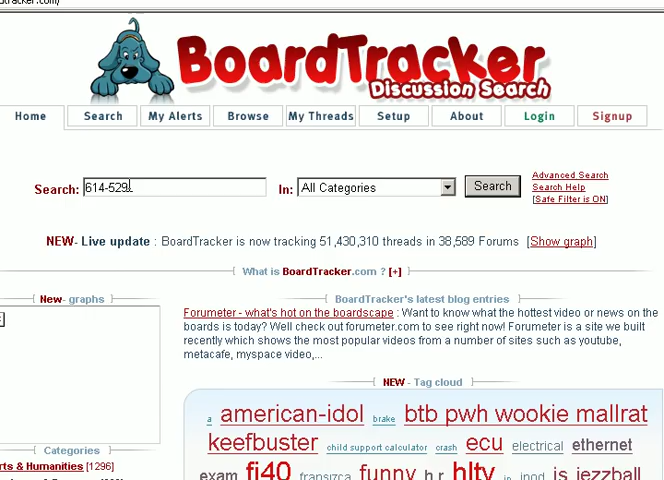 dtracker.com/
BoardTracker
Discussion Search
Home Search My Alerts Browse My Threads Setup About Login Signup
Search: 614-529 In: All Categories Search
Advanced Search
Search Help
[Safe Filter is ON]
NEW- Live update : BoardTracker is now tracking 51,430,310 threads in 38,589 Forums [Show graph]
What is BoardTracker.com ? [+]
New- graphs
BoardTracker's latest blog entries
Forumeter - what's hot on the boardscape : Want to know what the hottest video or news on the
boards is today? Well check out forumeter.com to see right now! Forumeter is a site we built
recently which shows the most popular videos from a number of sites such as youtube,
metacafe, myspace video,...
NEW - Tag cloud
a american-idol brake btb pwh wookie mallrat
keefbuster child support calculator crash ecu electrical ethernet
exam fj40 fransizca funny h r hltv in ipod is jezzball
Categories
rts & Humanities [1296]